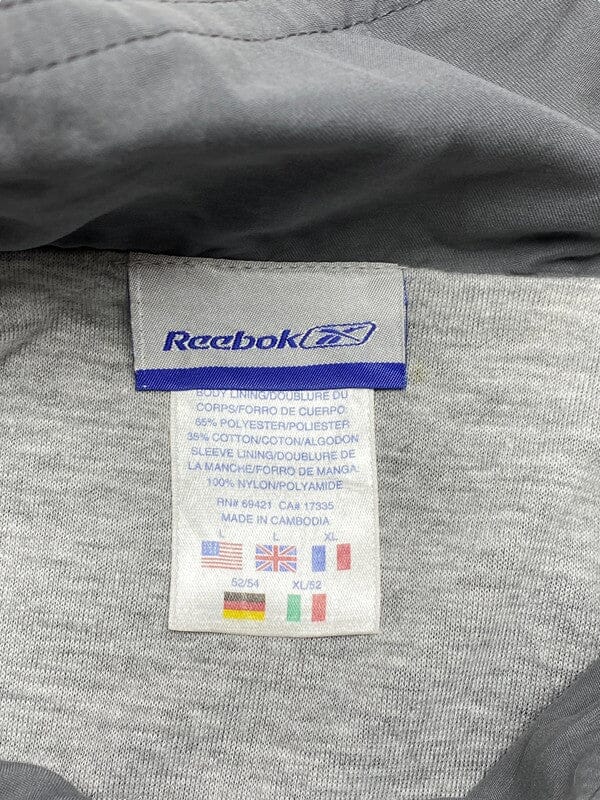 Reebok
BODY LINING/DOUBLURE DU
CORPS/FORRO DE CUERPO:
65% POLYESTER/POLIESTER
35% COTTON/COTON/ALGODON
SLEEVE LINING/DOUBLURE DE
LA MANCHE/FORRO DE MANGA:
100% NYLON/POLYAMIDE
RN# 69421 CA# 17335
MADE IN CAMBODIA
L L XL
52/54 XL/52